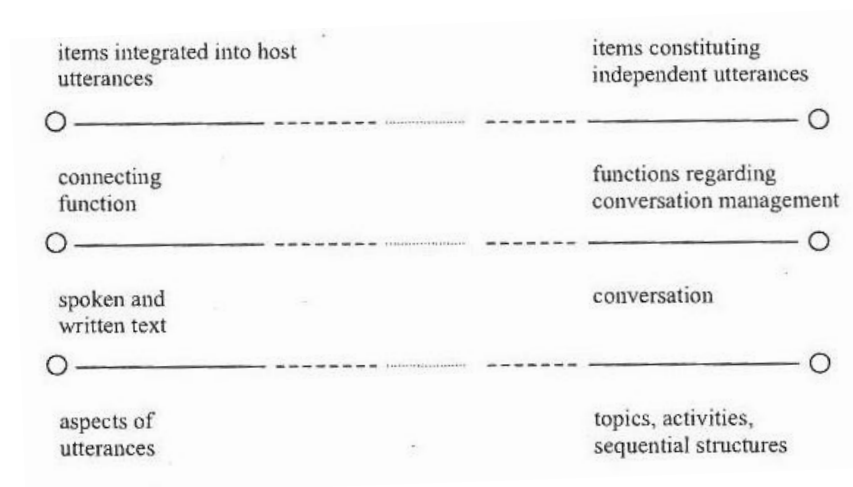 items integrated into host
utterances
items constituting
independent utterances
connecting
function
functions regarding
conversation management
spoken and
written text
conversation
aspects of
utterances
topics, activities,
sequential structures